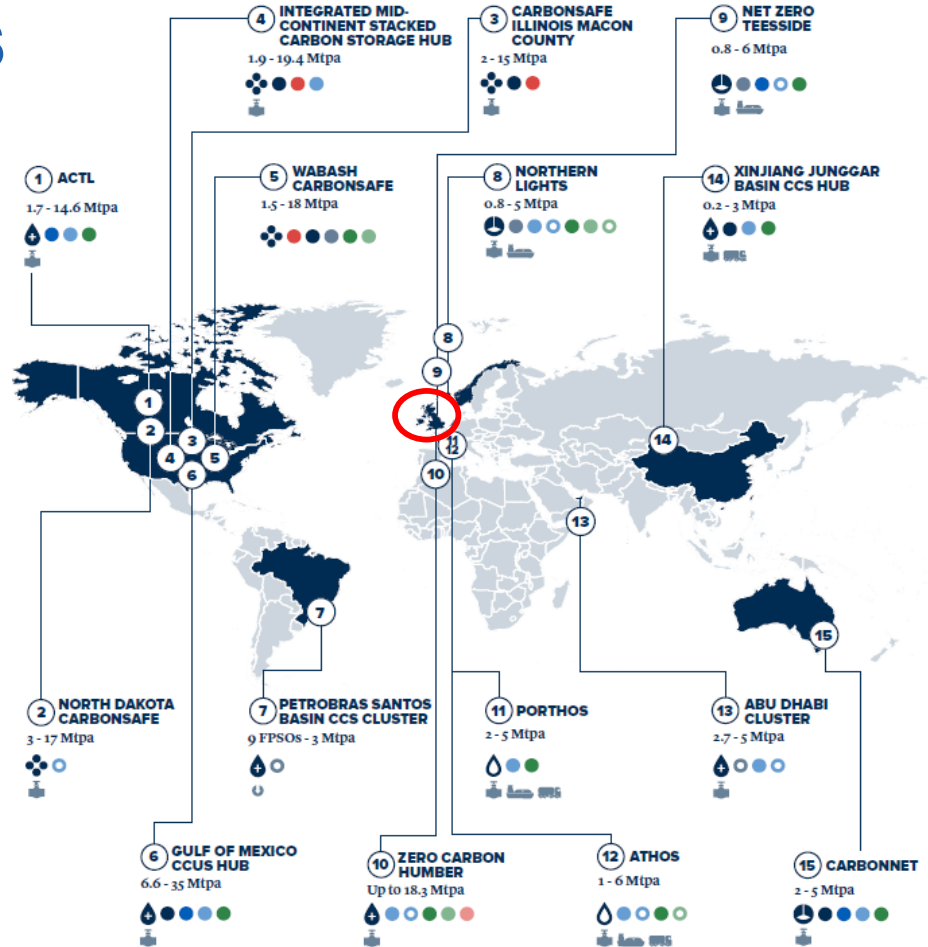 S
4 INTEGRATED MID-
CONTINENT STACKED
CARBON STORAGE HUB
1.9 - 19.4 Mtpa
3 CARBONSAFE
ILLINOIS MACON
COUNTY
2 - 15 Mtpa
9 NET ZERO
TEESSIDE
0.8 - 6 Mtpa
1 ACTL
1.7 - 14.6 Mtpa
5 WABASH
CARBONSAFE
1.5 - 18 Mtpa
8 NORTHERN
LIGHTS
0.8 - 5 Mtpa
14 XINJIANG JUNGGAR
BASIN CCS HUB
0.2 - 3 Mtpa
8
9
1
2
3
4
5
6
11
12
10
14
13
7
15
2 NORTH DAKOTA
CARBONSAFE
3 - 17 Mtpa
7 PETROBRAS SANTOS
BASIN CCS CLUSTER
9 FPSOs - 3 Mtpa
11 PORTHOS
2 - 5 Mtpa
13 ABU DHABI
CLUSTER
2.7 - 5 Mtpa
6 GULF OF MEXICO
CCUS HUB
6.6 - 35 Mtpa
10 ZERO CARBON
HUMBER
Up to 18.3 Mtpa
12 ATHOS
1 - 6 Mtpa
15 CARBONNET
2 - 5 Mtpa